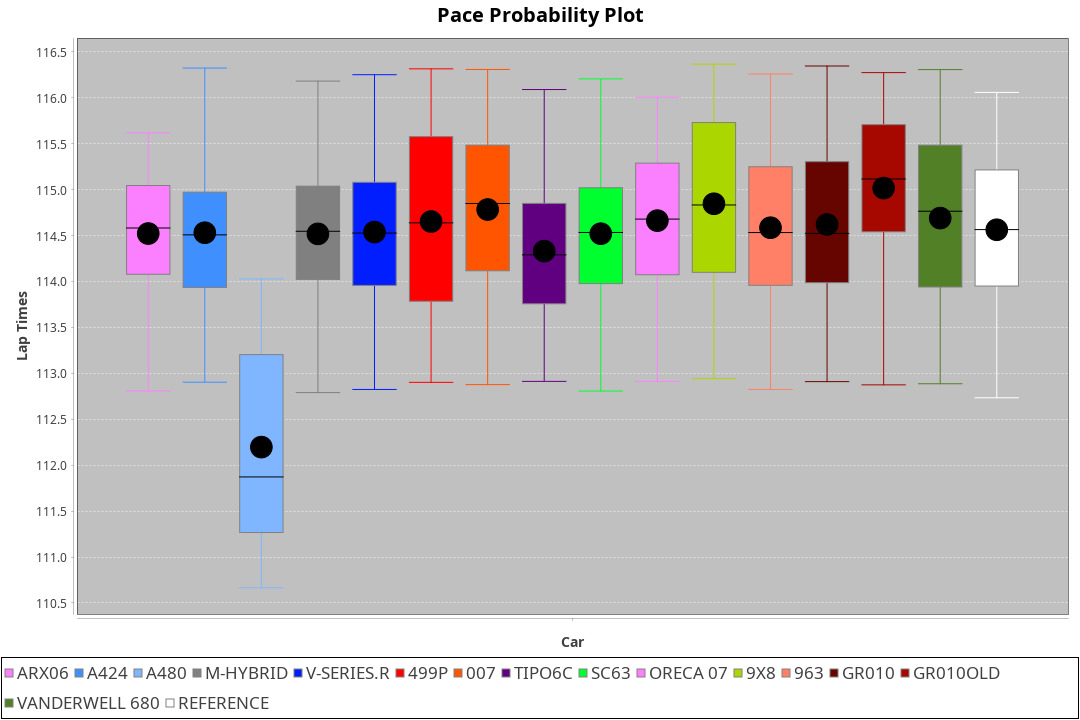 Pace Probability Plot
116.5
116.0
115.5
115.0
114.5
114.0
113.5
113.0
112.5
112.0
111.5
111.0
110.5
Lap Times
Car
ARX06 A424 A480 M-HYBRID V-SERIES.R 499P 007 TIPO6C SC63 ORECA 07 9X8 963 GR010 GR010OLD
VANDERWELL 680 REFERENCE